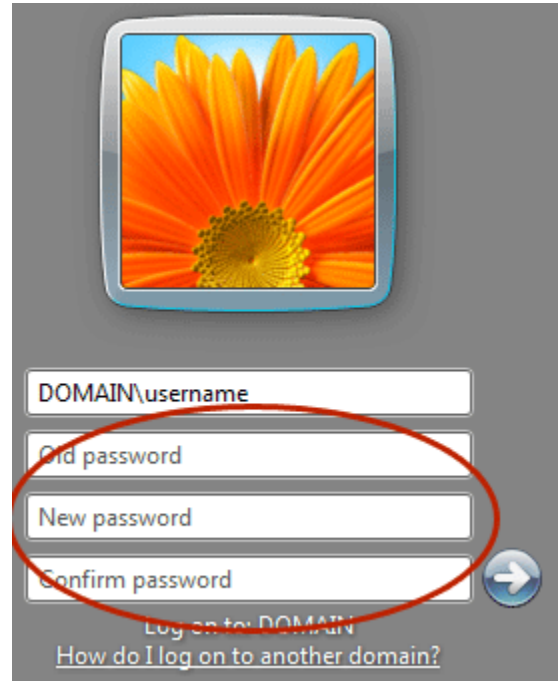 DOMAIN\username
Old password
New password
Confirm password
Log on to: DOMAIN
How do I log on to another domain?